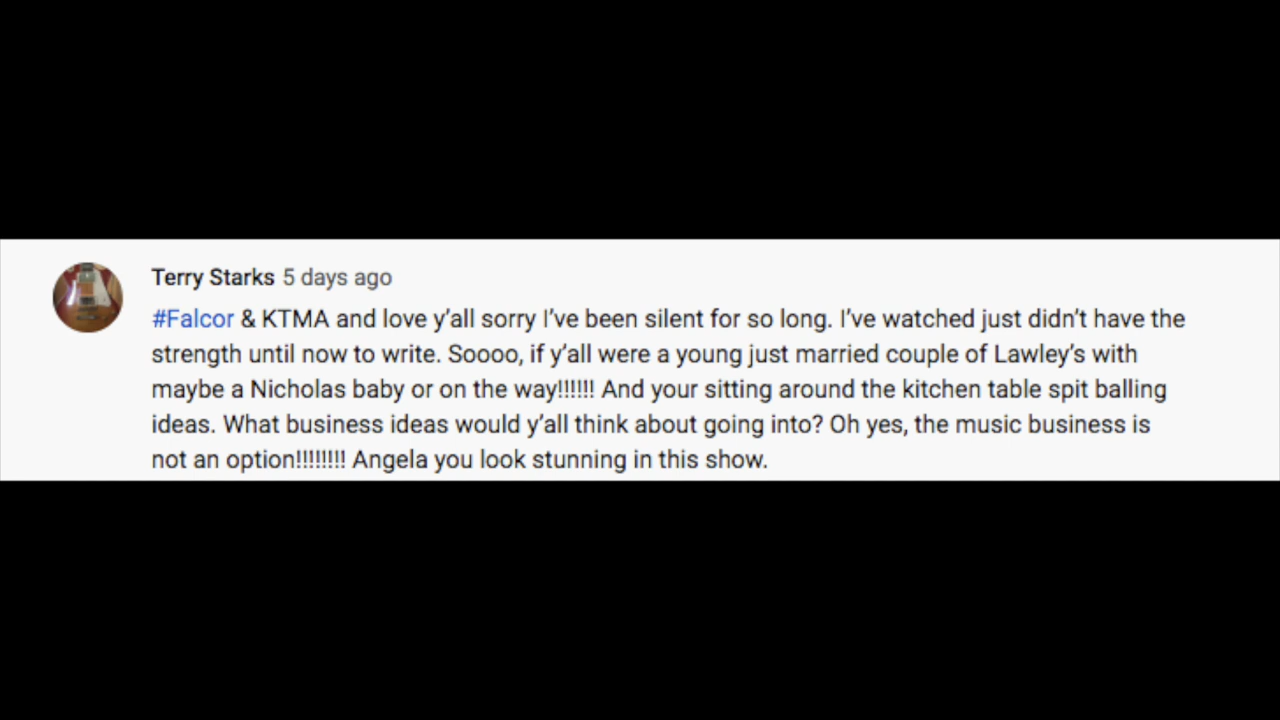 Terry Starks 5 days ago
#Falcor & KTMA and love y’all sorry I’ve been silent for so long. I’ve watched just didn’t have the
strength until now to write. Soooo, if y’all were a young just married couple of Lawley’s with
maybe a Nicholas baby or on the way!!!!!! And your sitting around the kitchen table spit balling
ideas. What business ideas would y’all think about going into? Oh yes, the music business is
not an option!!!!!!!! Angela you look stunning in this show.